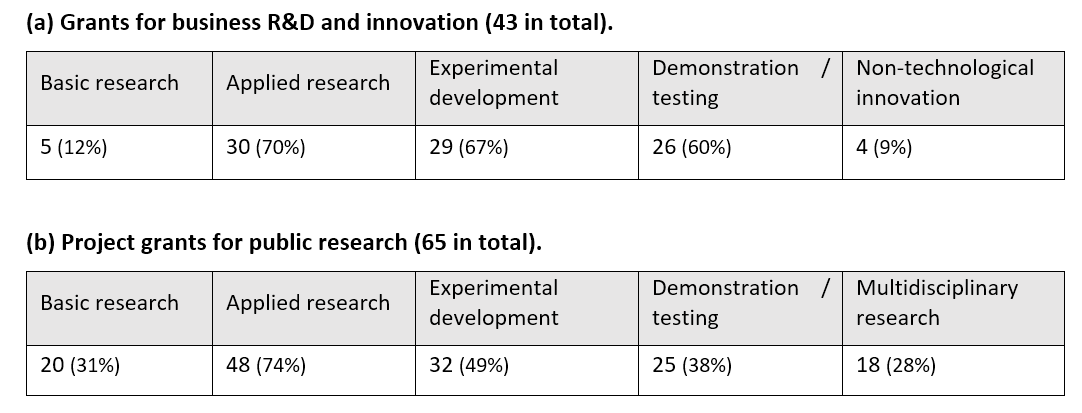 (a) Grants for business R&D and innovation (43 in total).
Basic research
Applied research
Experimental
development
Demonstration /
testing
Non-technological
innovation
5 (12%)
30 (70%)
29 (67%)
26 (60%)
4 (9%)
(b) Project grants for public research (65 in total).
Basic research
Applied research
Experimental
development
Demonstration /
testing
Multidisciplinary
research
20 (31%)
48 (74%)
32 (49%)
25 (38%)
18 (28%)